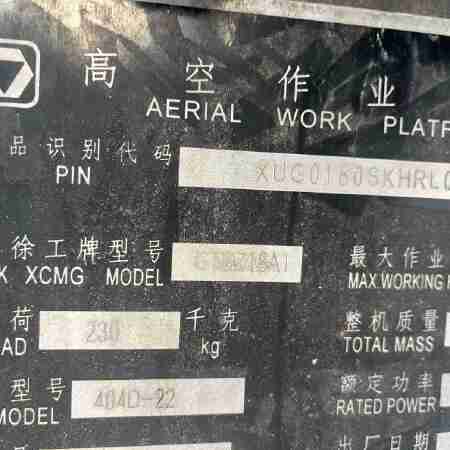 高空作业
AERIAL WORK PLATF
品识别代码 XUG0160SKHRL0
PIN
徐工牌型号 最大作业
XCMG MODEL MAX.WORKING
荷 230 千克 整机质量
AD kg TOTAL MASS
型号 404D-22 额定功率
MODEL RATED POWER
出厂日期